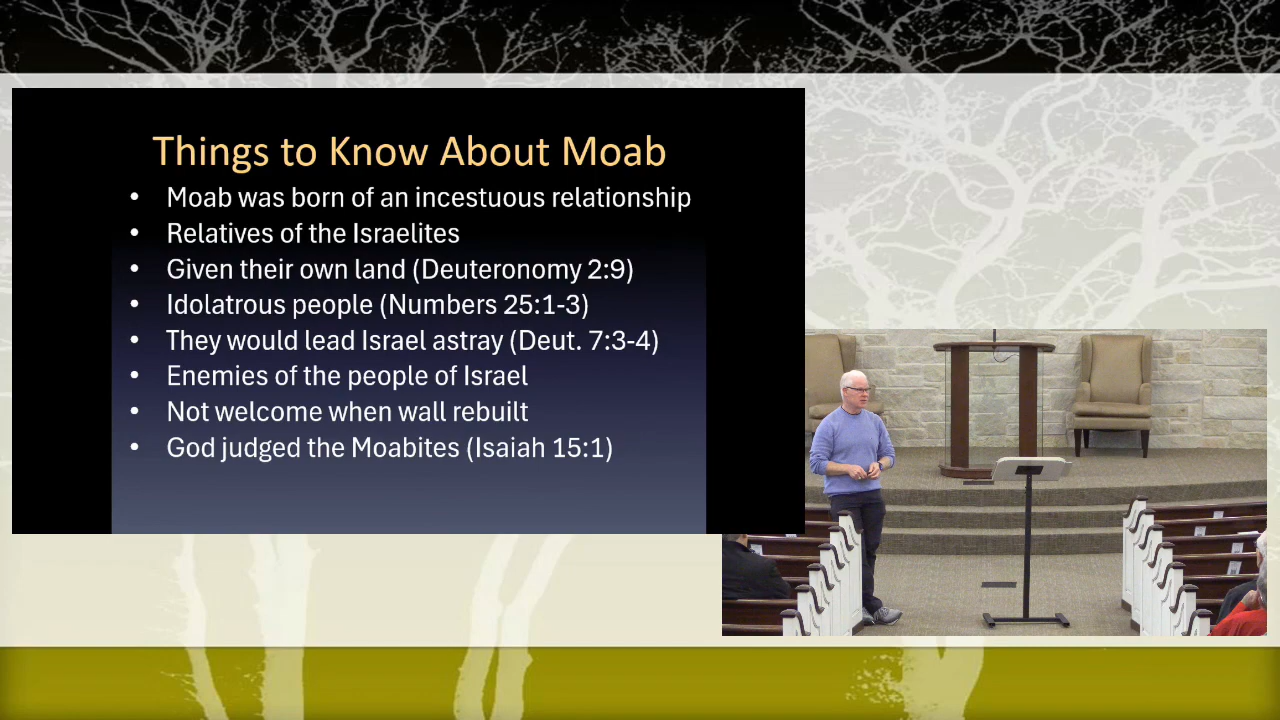 Things to Know About Moab
• Moab was born of an incestuous relationship
• Relatives of the Israelites
• Given their own land (Deuteronomy 2:9)
• Idolatrous people (Numbers 25:1-3)
• They would lead Israel astray (Deut. 7:3-4)
• Enemies of the people of Israel
• Not welcome when wall rebuilt
• God judged the Moabites (Isaiah 15:1)